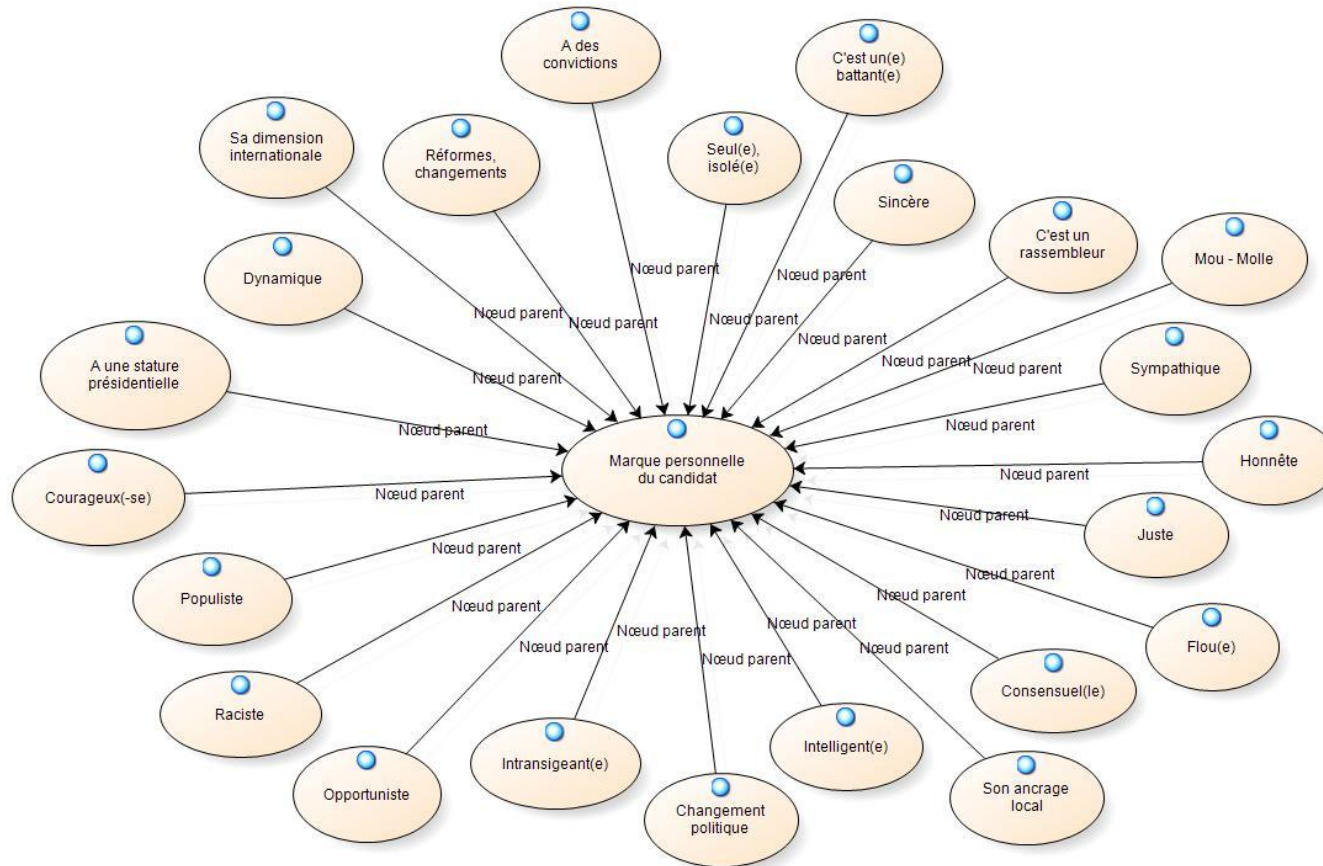 A des
convictions
C'est un(e)
battant(e)
Sa dimension
internationale
Réformes,
changements
Seul(e),
isolé(e)
Sincère
C'est un
rassembleur
Mou - Molle
Dynamique
Nœud parent
Nœud parent
Nœud parent
Nœud parent
Nœud parent
Nœud parent
Nœud parent
Nœud parent
A une stature
présidentielle
Sympathique
Nœud parent
Nœud parent
Nœud parent
Nœud parent
Nœud parent
Marque personnelle
du candidat
Honnête
Nœud parent
Courageux(-se)
Nœud parent
Nœud parent
Juste
Nœud parent
Nœud parent
Populiste
Nœud parent
Nœud parent
Nœud parent
Nœud parent
Nœud parent
Nœud parent
Flou(e)
Nœud parent
Consensuel(le)
Raciste
Intelligent(e)
Intransigeant(e)
Opportuniste
Changement
politique
Son ancrage
local